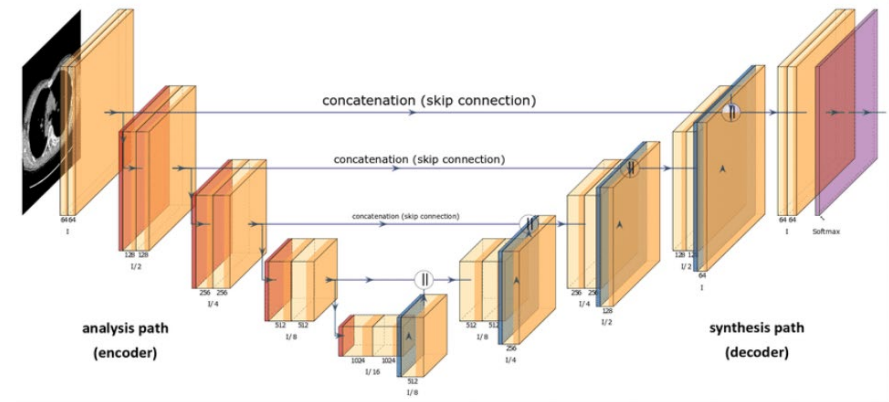 concatenation (skip connection)
concatenation (skip connection)
concatenation (skip connection)
64 64
I
128 128
I/2
256 256
I/4
512 512
I/8
1024 1024
I/16
512
I/8
512 512
I/8
256
I/4
256 256
I/4
128
I/2
128 128
I/2
64
I
64 64
I
Softmax
analysis path
(encoder)
synthesis path
(decoder)